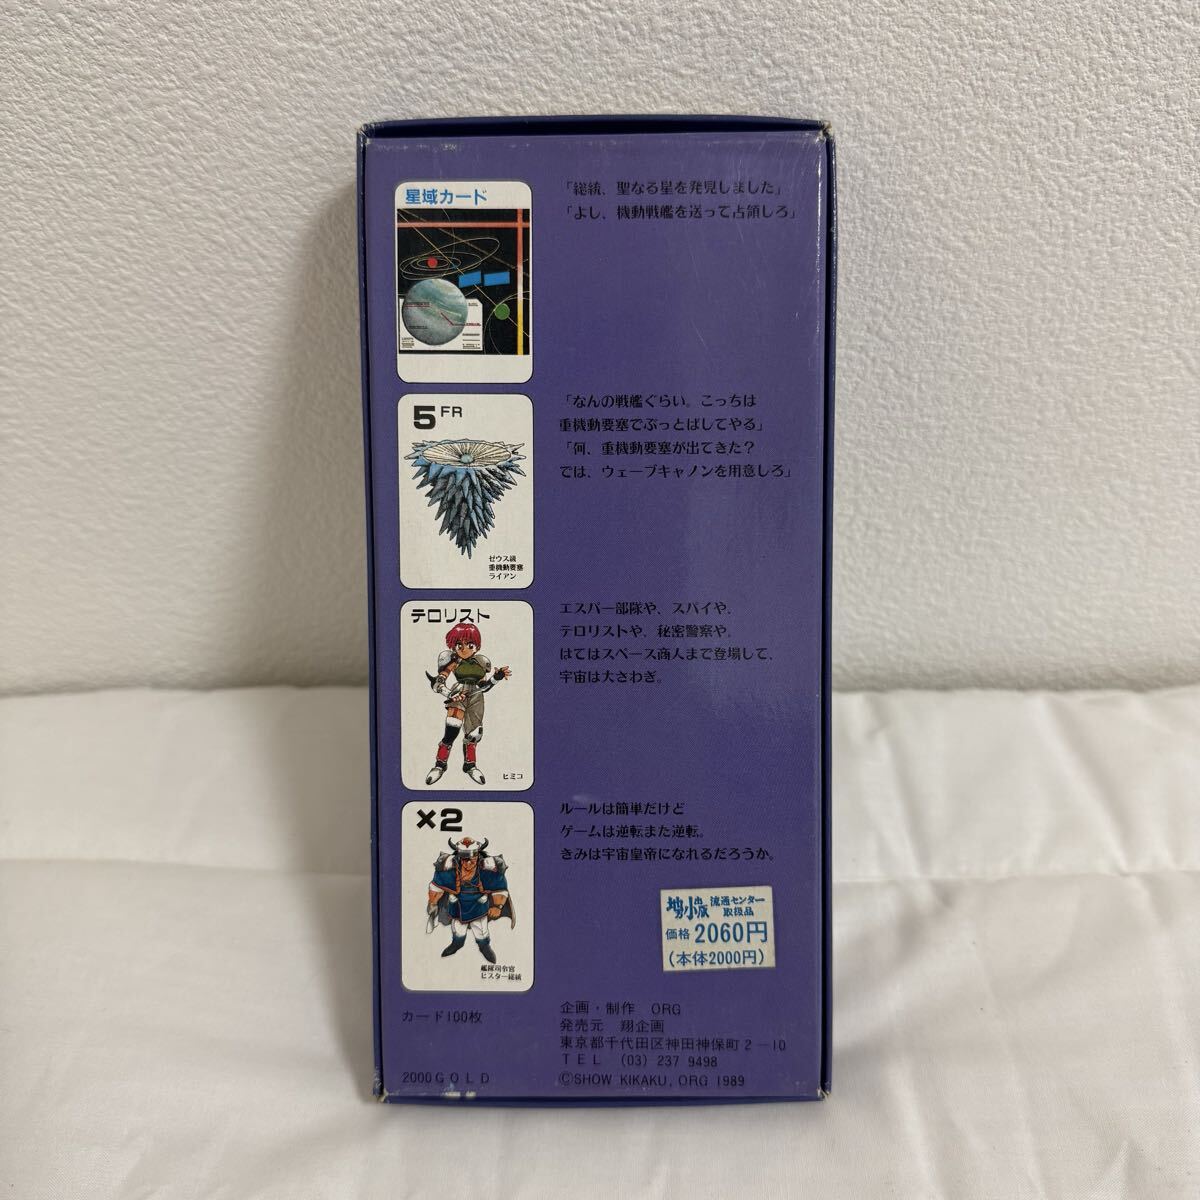 星域カード
「総統、聖なる星を発見しました」
「よし、機動戦艦を送って占領しろ」
5 FR
ゼウス級
重機動要塞
ライアン
「なんの戦艦ぐらい。こっちは
重機動要塞でぶっとばしてやる」
「何、重機動要塞が出てきた?
では、ウェーブキャノンを用意しろ」
テロリスト
ヒミコ
エスパー部隊や、スパイや、
テロリストや、秘密警察や、
はてはスペース商人まで登場して、
宇宙は大さわぎ。
×2
艦隊司令官
ヒスター総統
ルールは簡単だけど
ゲームは逆転また逆転。
きみは宇宙皇帝になれるだろうか。
地方小出版 流通センター
取扱品
価格 2060円
(本体2000円)
カード100枚
2000GOLD
企画・制作 ORG
発売元 翔企画
東京都千代田区神田神保町2-10
TEL (03) 237 9498
©SHOW KIKAKU, ORG 1989